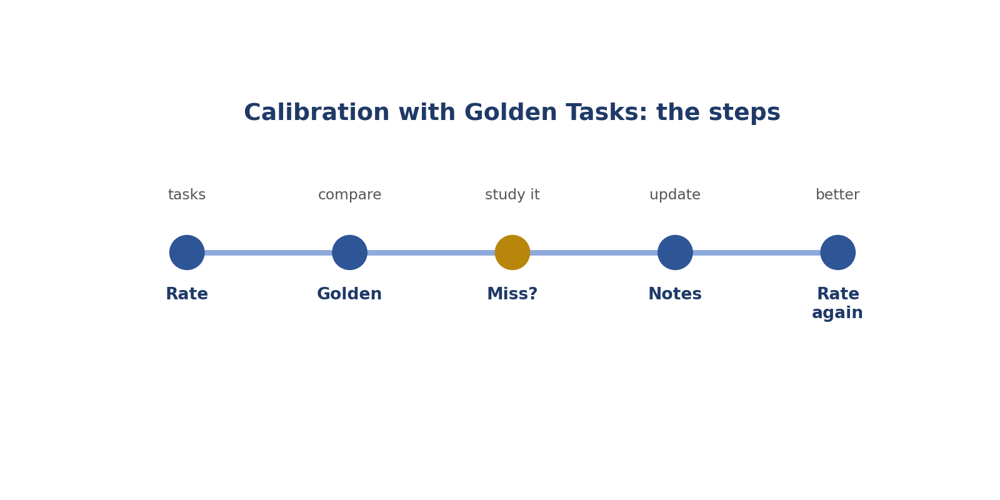 Calibration with Golden Tasks: the steps
tasks
compare
study it
update
better
Rate
Golden
Miss?
Notes
Rate
again